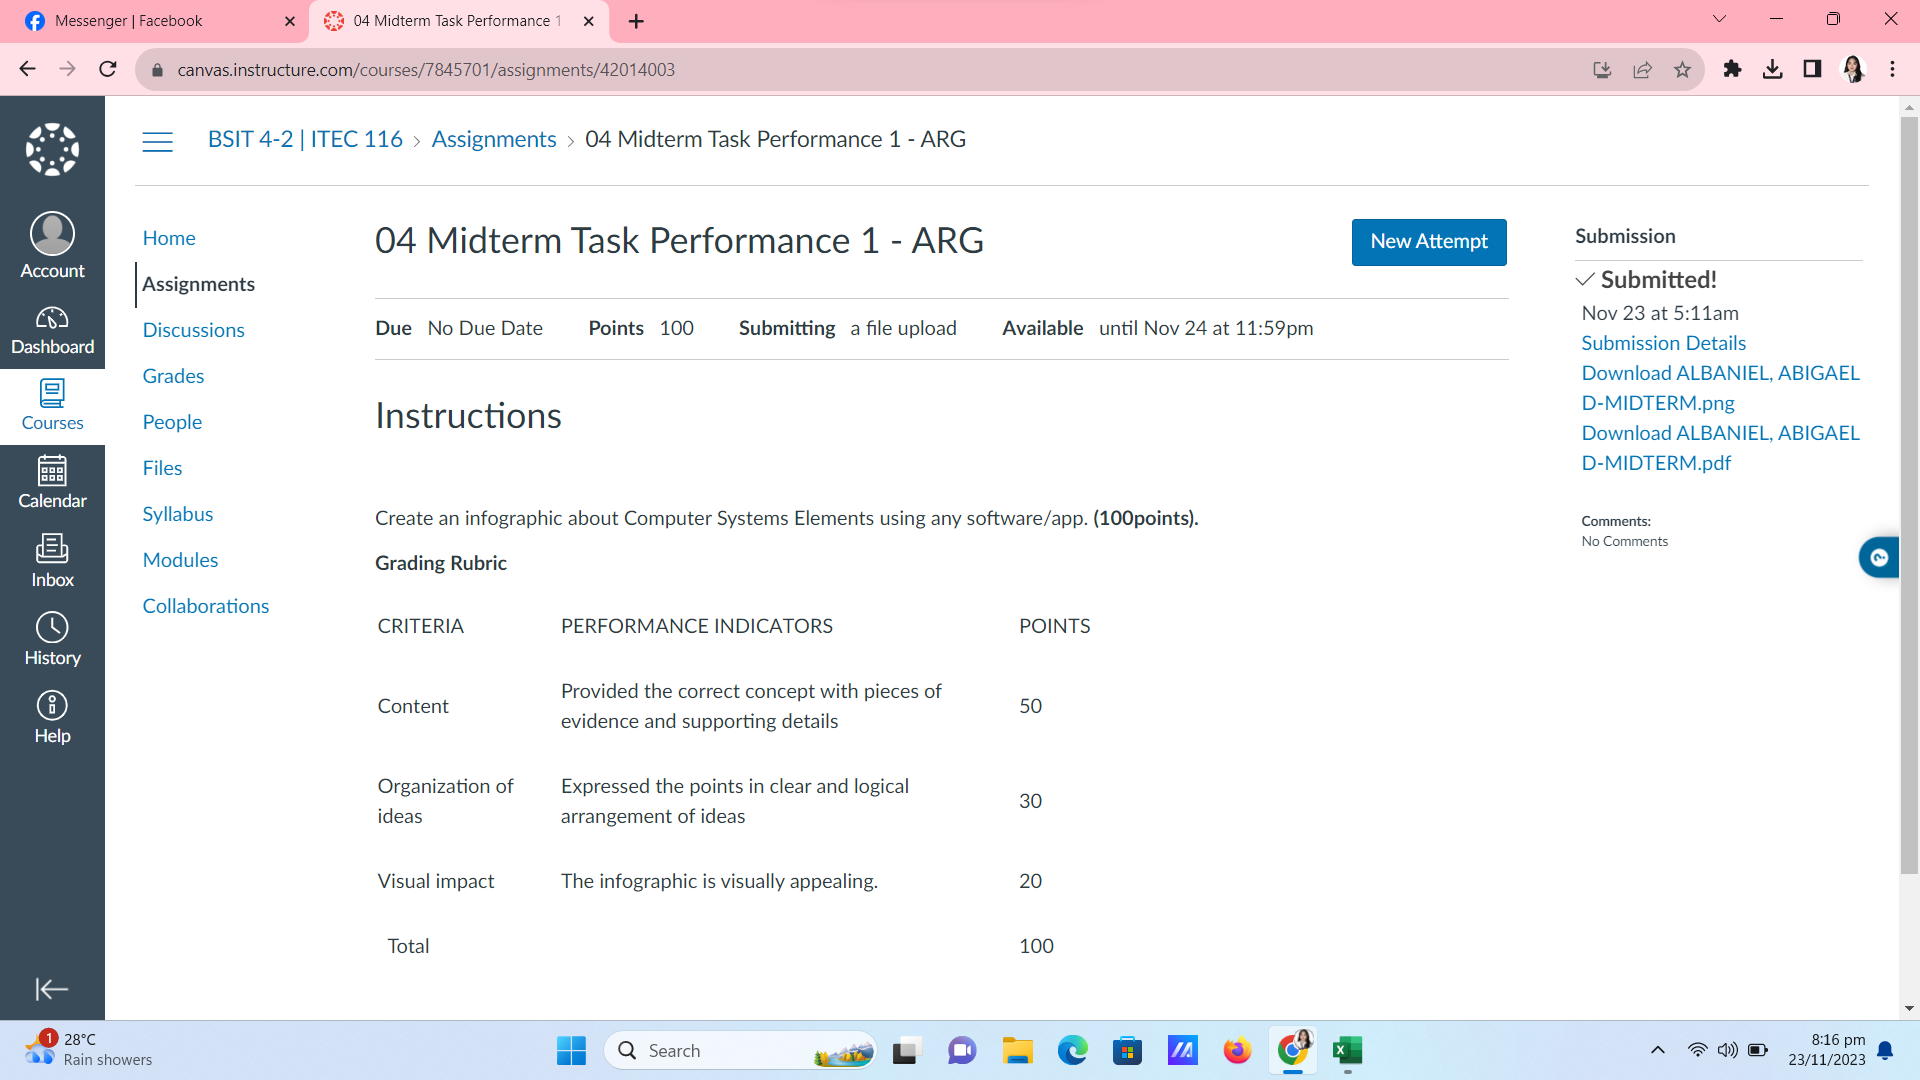 Messenger | Facebook
04 Midterm Task Performance 1
canvas.instructure.com/courses/7845701/assignments/42014003
BSIT 4-2 | ITEC 116 › Assignments › 04 Midterm Task Performance 1 - ARG
Account
Dashboard
Courses
Calendar
Inbox
History
Help
Home
Assignments
Discussions
Grades
People
Files
Syllabus
Modules
Collaborations
04 Midterm Task Performance 1 - ARG
New Attempt
Due No Due Date Points 100 Submitting a file upload Available until Nov 24 at 11:59pm
Instructions
Create an infographic about Computer Systems Elements using any software/app. (100points).
Grading Rubric
CRITERIA PERFORMANCE INDICATORS POINTS
Content Provided the correct concept with pieces of
evidence and supporting details 50
Organization of Expressed the points in clear and logical
ideas arrangement of ideas 30
Visual impact The infographic is visually appealing. 20
Total 100
Submission
Submitted!
Nov 23 at 5:11am
Submission Details
Download ALBANIEL, ABIGAEL
D-MIDTERM.png
Download ALBANIEL, ABIGAEL
D-MIDTERM.pdf
Comments:
No Comments
1
28°C
Rain showers
Search
8:16 pm
23/11/2023